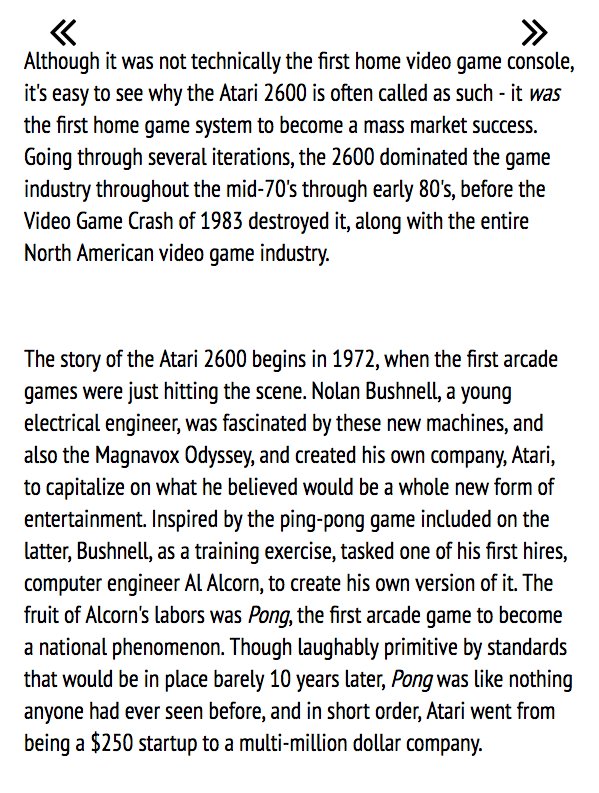 Although it was not technically the first home video game console,
it's easy to see why the Atari 2600 is often called as such - it was
the first home game system to become a mass market success.
Going through several iterations, the 2600 dominated the game
industry throughout the mid-70's through early 80's, before the
Video Game Crash of 1983 destroyed it, along with the entire
North American video game industry.
The story of the Atari 2600 begins in 1972, when the first arcade
games were just hitting the scene. Nolan Bushnell, a young
electrical engineer, was fascinated by these new machines, and
also the Magnavox Odyssey, and created his own company, Atari,
to capitalize on what he believed would be a whole new form of
entertainment. Inspired by the ping-pong game included on the
latter, Bushnell, as a training exercise, tasked one of his first hires,
computer engineer Al Alcorn, to create his own version of it. The
fruit of Alcorn's labors was Pong, the first arcade game to become
a national phenomenon. Though laughably primitive by standards
that would be in place barely 10 years later, Pong was like nothing
anyone had ever seen before, and in short order, Atari went from
being a $250 startup to a multi-million dollar company.